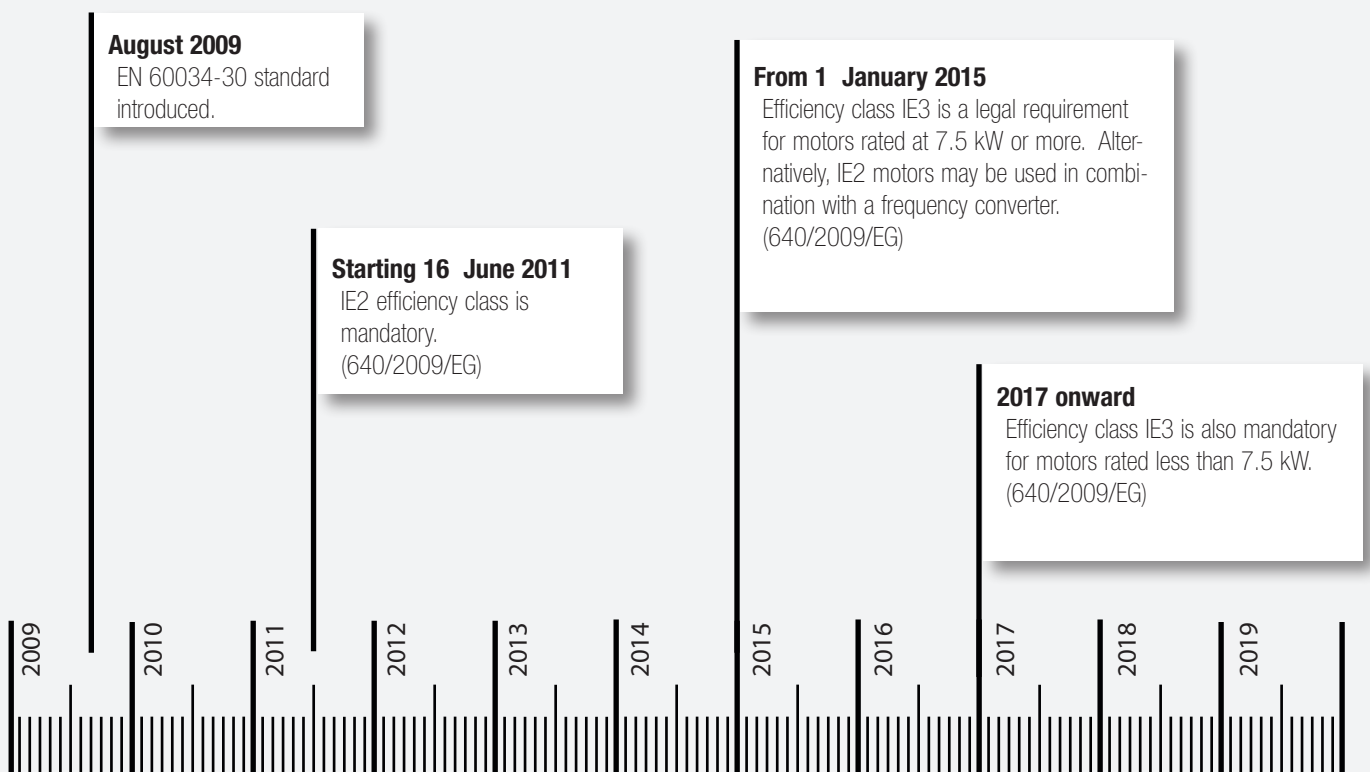 August 2009
EN 60034-30 standard
introduced.
From 1 January 2015
Efficiency class IE3 is a legal requirement
for motors rated at 7.5 kW or more. Alter-
natively, IE2 motors may be used in combi-
nation with a frequency converter.
(640/2009/EG)
Starting 16 June 2011
IE2 efficiency class is
mandatory.
(640/2009/EG)
2017 onward
Efficiency class IE3 is also mandatory
for motors rated less than 7.5 kW.
(640/2009/EG)
2009
2010
2011
2012
2013
2014
2015
2016
2017
2018
2019